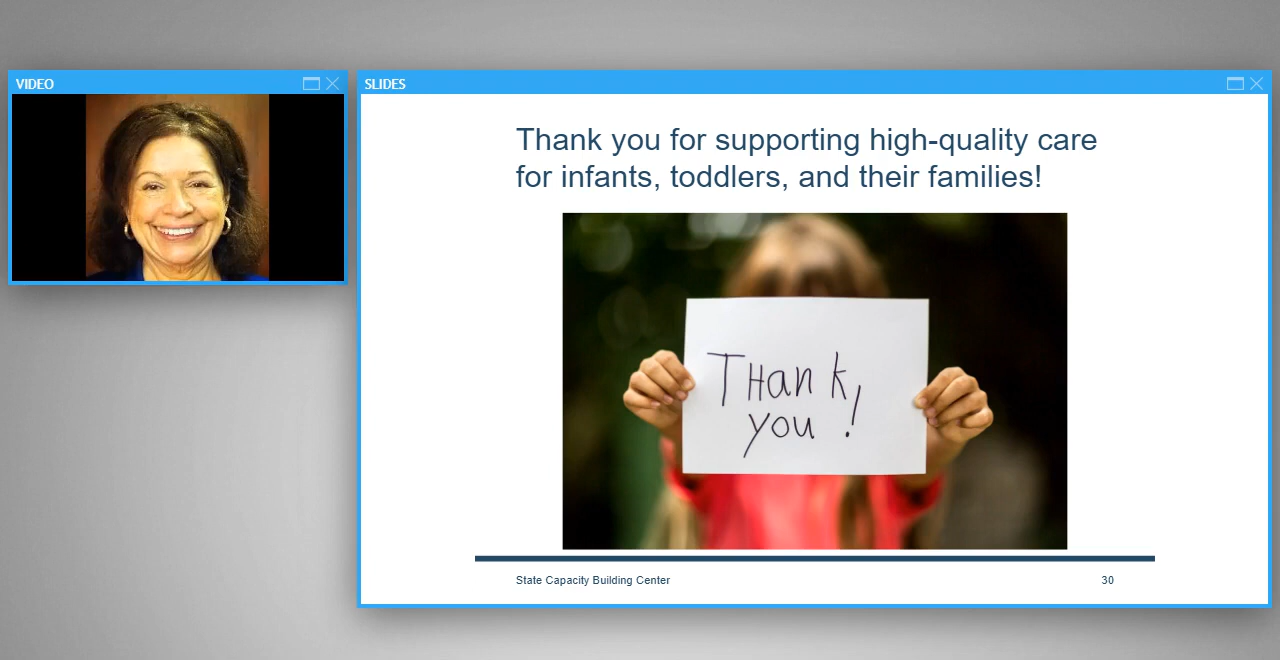 VIDEO
SLIDES
Thank you for supporting high-quality care
for infants, toddlers, and their families!
THank
you !
State Capacity Building Center
30